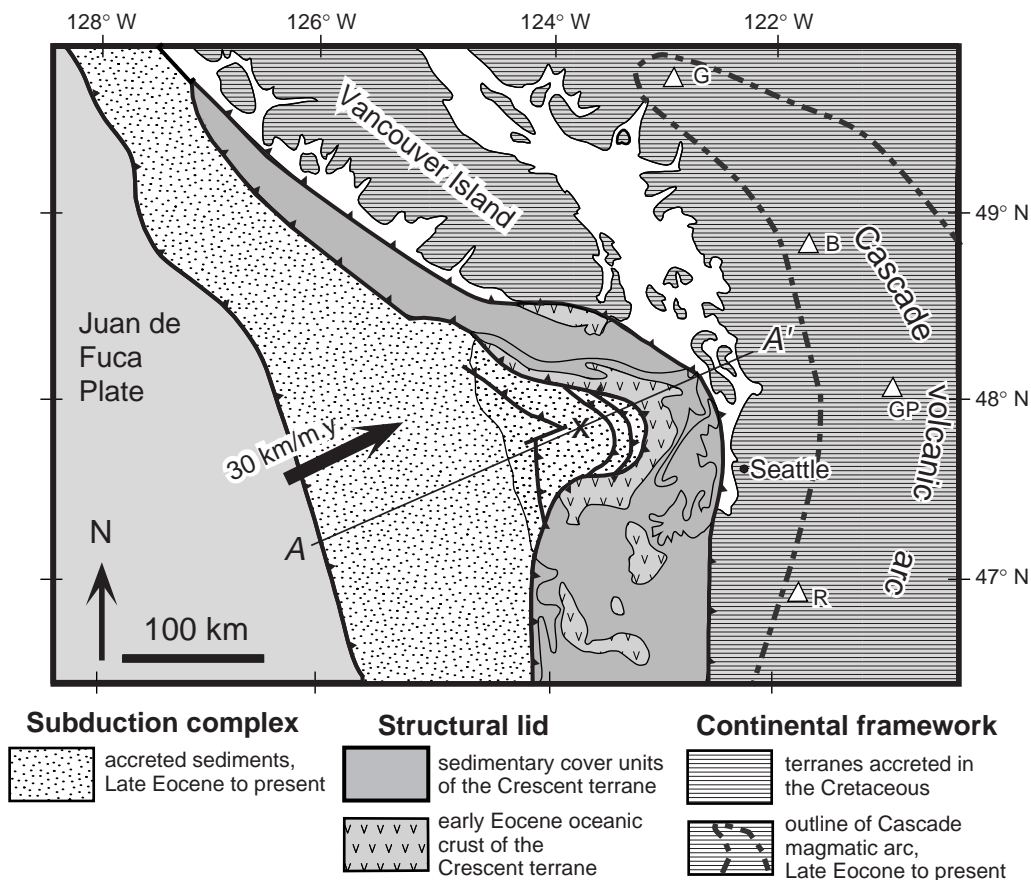 128° W
126° W
124° W
122° W
G
Vancouver Island
49° N
B
Cascade
Juan de
Fuca
Plate
A'
48° N
GP
volcanic
30 km/m.y
X
Seattle
A
N
47° N
arc
R
100 km
Subduction complex
accreted sediments,
Late Eocene to present
Structural lid
sedimentary cover units
of the Crescent terrane
early Eocene oceanic
crust of the
Crescent terrane
Continental framework
terranes accreted in
the Cretaceous
outline of Cascade
magmatic arc,
Late Eocone to present